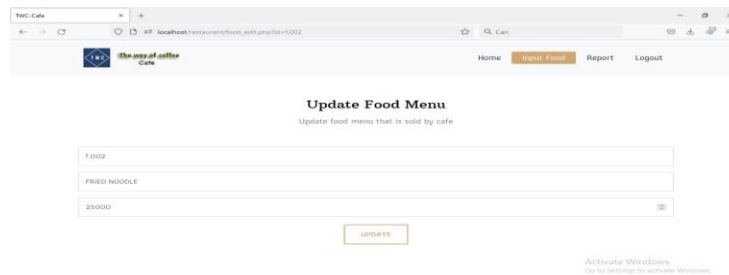 TWC-Cafe
localhost/restaurant/food_edit.php?id=f.002
Cari
TWC
The way of coffee
Cafe
Home Input Food Report Logout
Update Food Menu
Update food menu that is sold by cafe
f.002
FRIED NOODLE
25000
UPDATE
Activate Windows
Go to Settings to activate Windows.